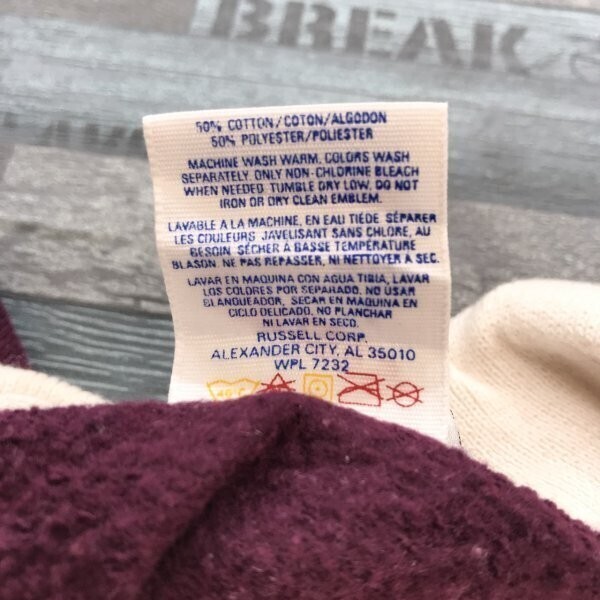 BREAK
50% COTTON/COTON/ALGODON
50% POLYESTER/POLIESTER
MACHINE WASH WARM, COLORS WASH
SEPARATELY. ONLY NON-CHLORINE BLEACH
WHEN NEEDED. TUMBLE DRY LOW. DO NOT
IRON OR DRY CLEAN EMBLEM.
LAVABLE A LA MACHINE, EN EAU TIEDE SÉPARER
LES COULEURS JAVELISANT SANS CHLORE, AU
BESOIN. SÉCHER À BASSE TEMPÉRATURE
BLASON. NE PAS REPASSER, NI NETTOYER A SEC.
LAVAR EN MAQUINA CON AGUA TIBIA, LAVAR
LOS COLORES POR SEPARADO. NO USAR
BLANQUEADOR, SECAR EN MAQUINA EN
CICLO DELICADO, NO PLANCHAR
NI LAVAR EN SECO.
RUSSELL CORP.
ALEXANDER CITY, AL 35010
WPL 7232